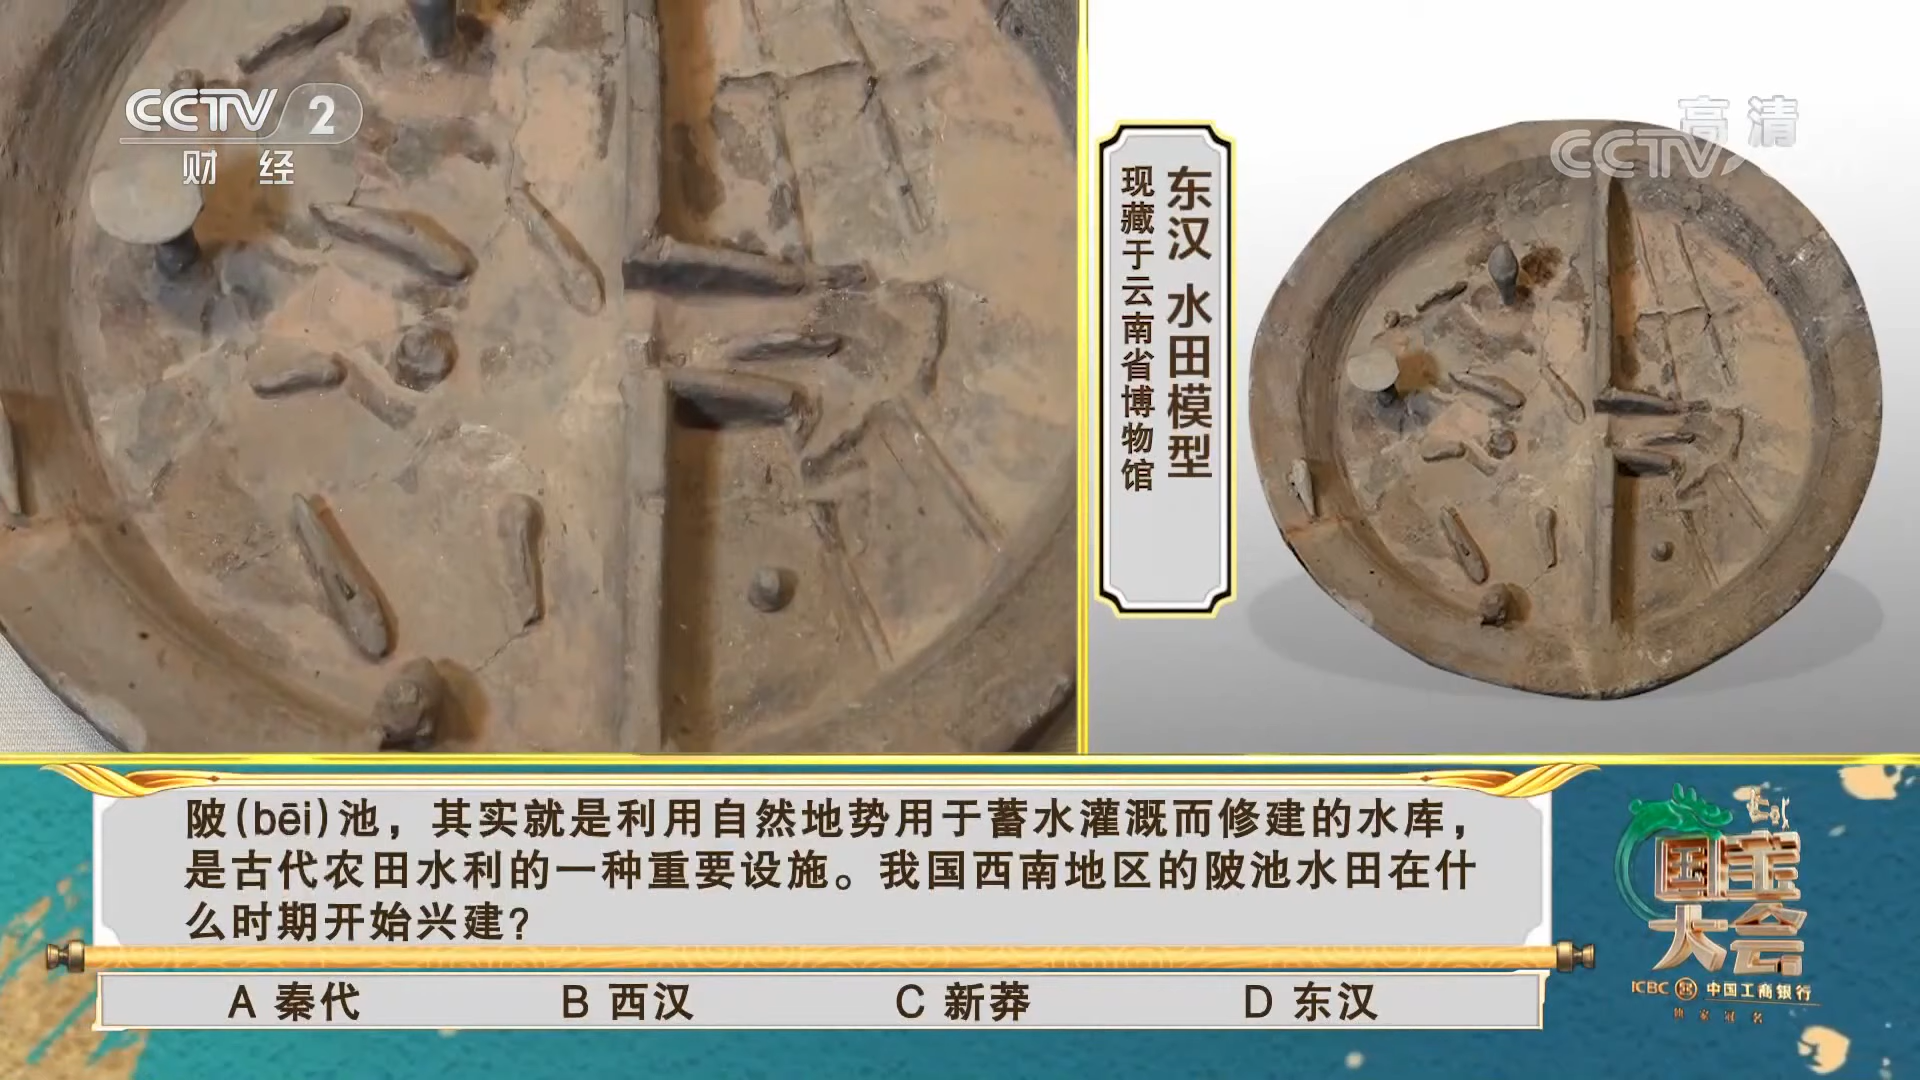 CCTV 2
财 经
高清
CCTV
东汉 水田模型
现藏于云南省博物馆
陂(bēi)池，其实就是利用自然地势用于蓄水灌溉而修建的水库，
是古代农田水利的一种重要设施。我国西南地区的陂池水田在什
么时期开始兴建？
A 秦代 B 西汉 C 新莽 D 东汉
国宝
大会
ICBC 中国工商银行
独家冠名